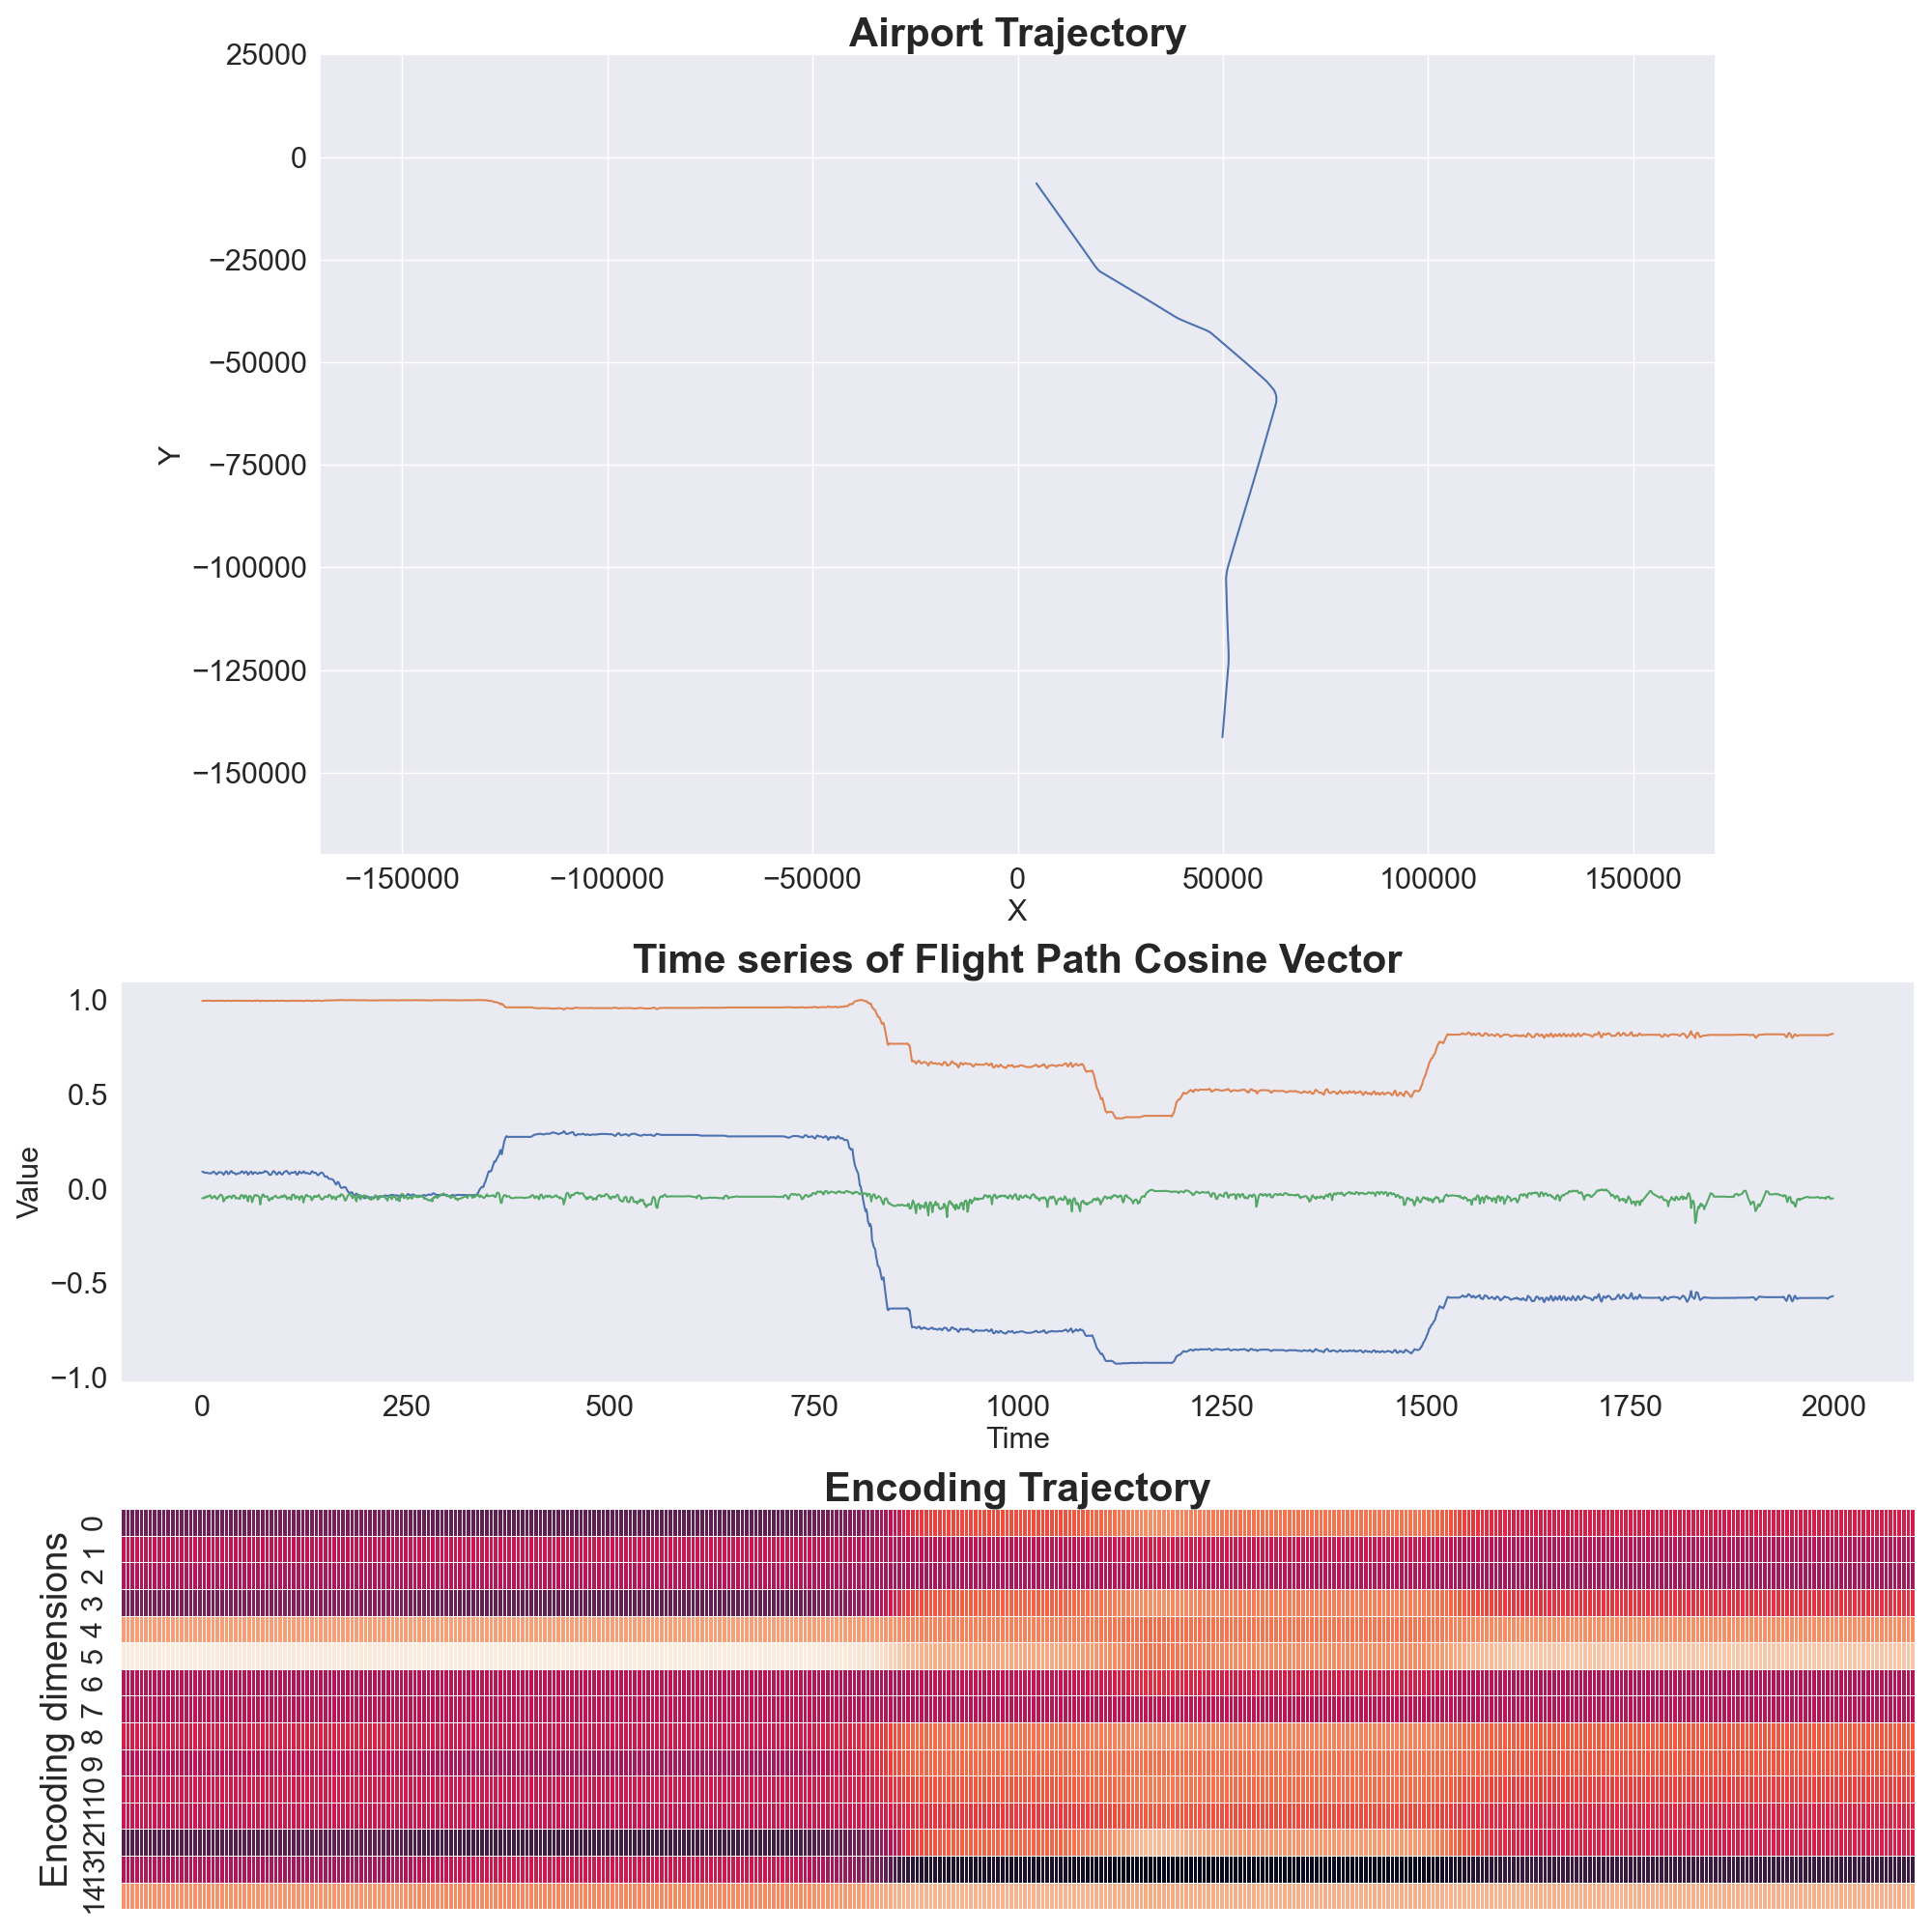 Airport Trajectory
25000
0
−25000
−50000
−75000
−100000
−125000
−150000
Y
−150000 −100000 −50000 0 50000 100000 150000
X
Time series of Flight Path Cosine Vector
1.0
0.5
0.0
−0.5
−1.0
Value
0 250 500 750 1000 1250 1500 1750 2000
Time
Encoding Trajectory
Encoding dimensions
0
1
2
3
4
5
6
7
8
9
10
11
12
13
14